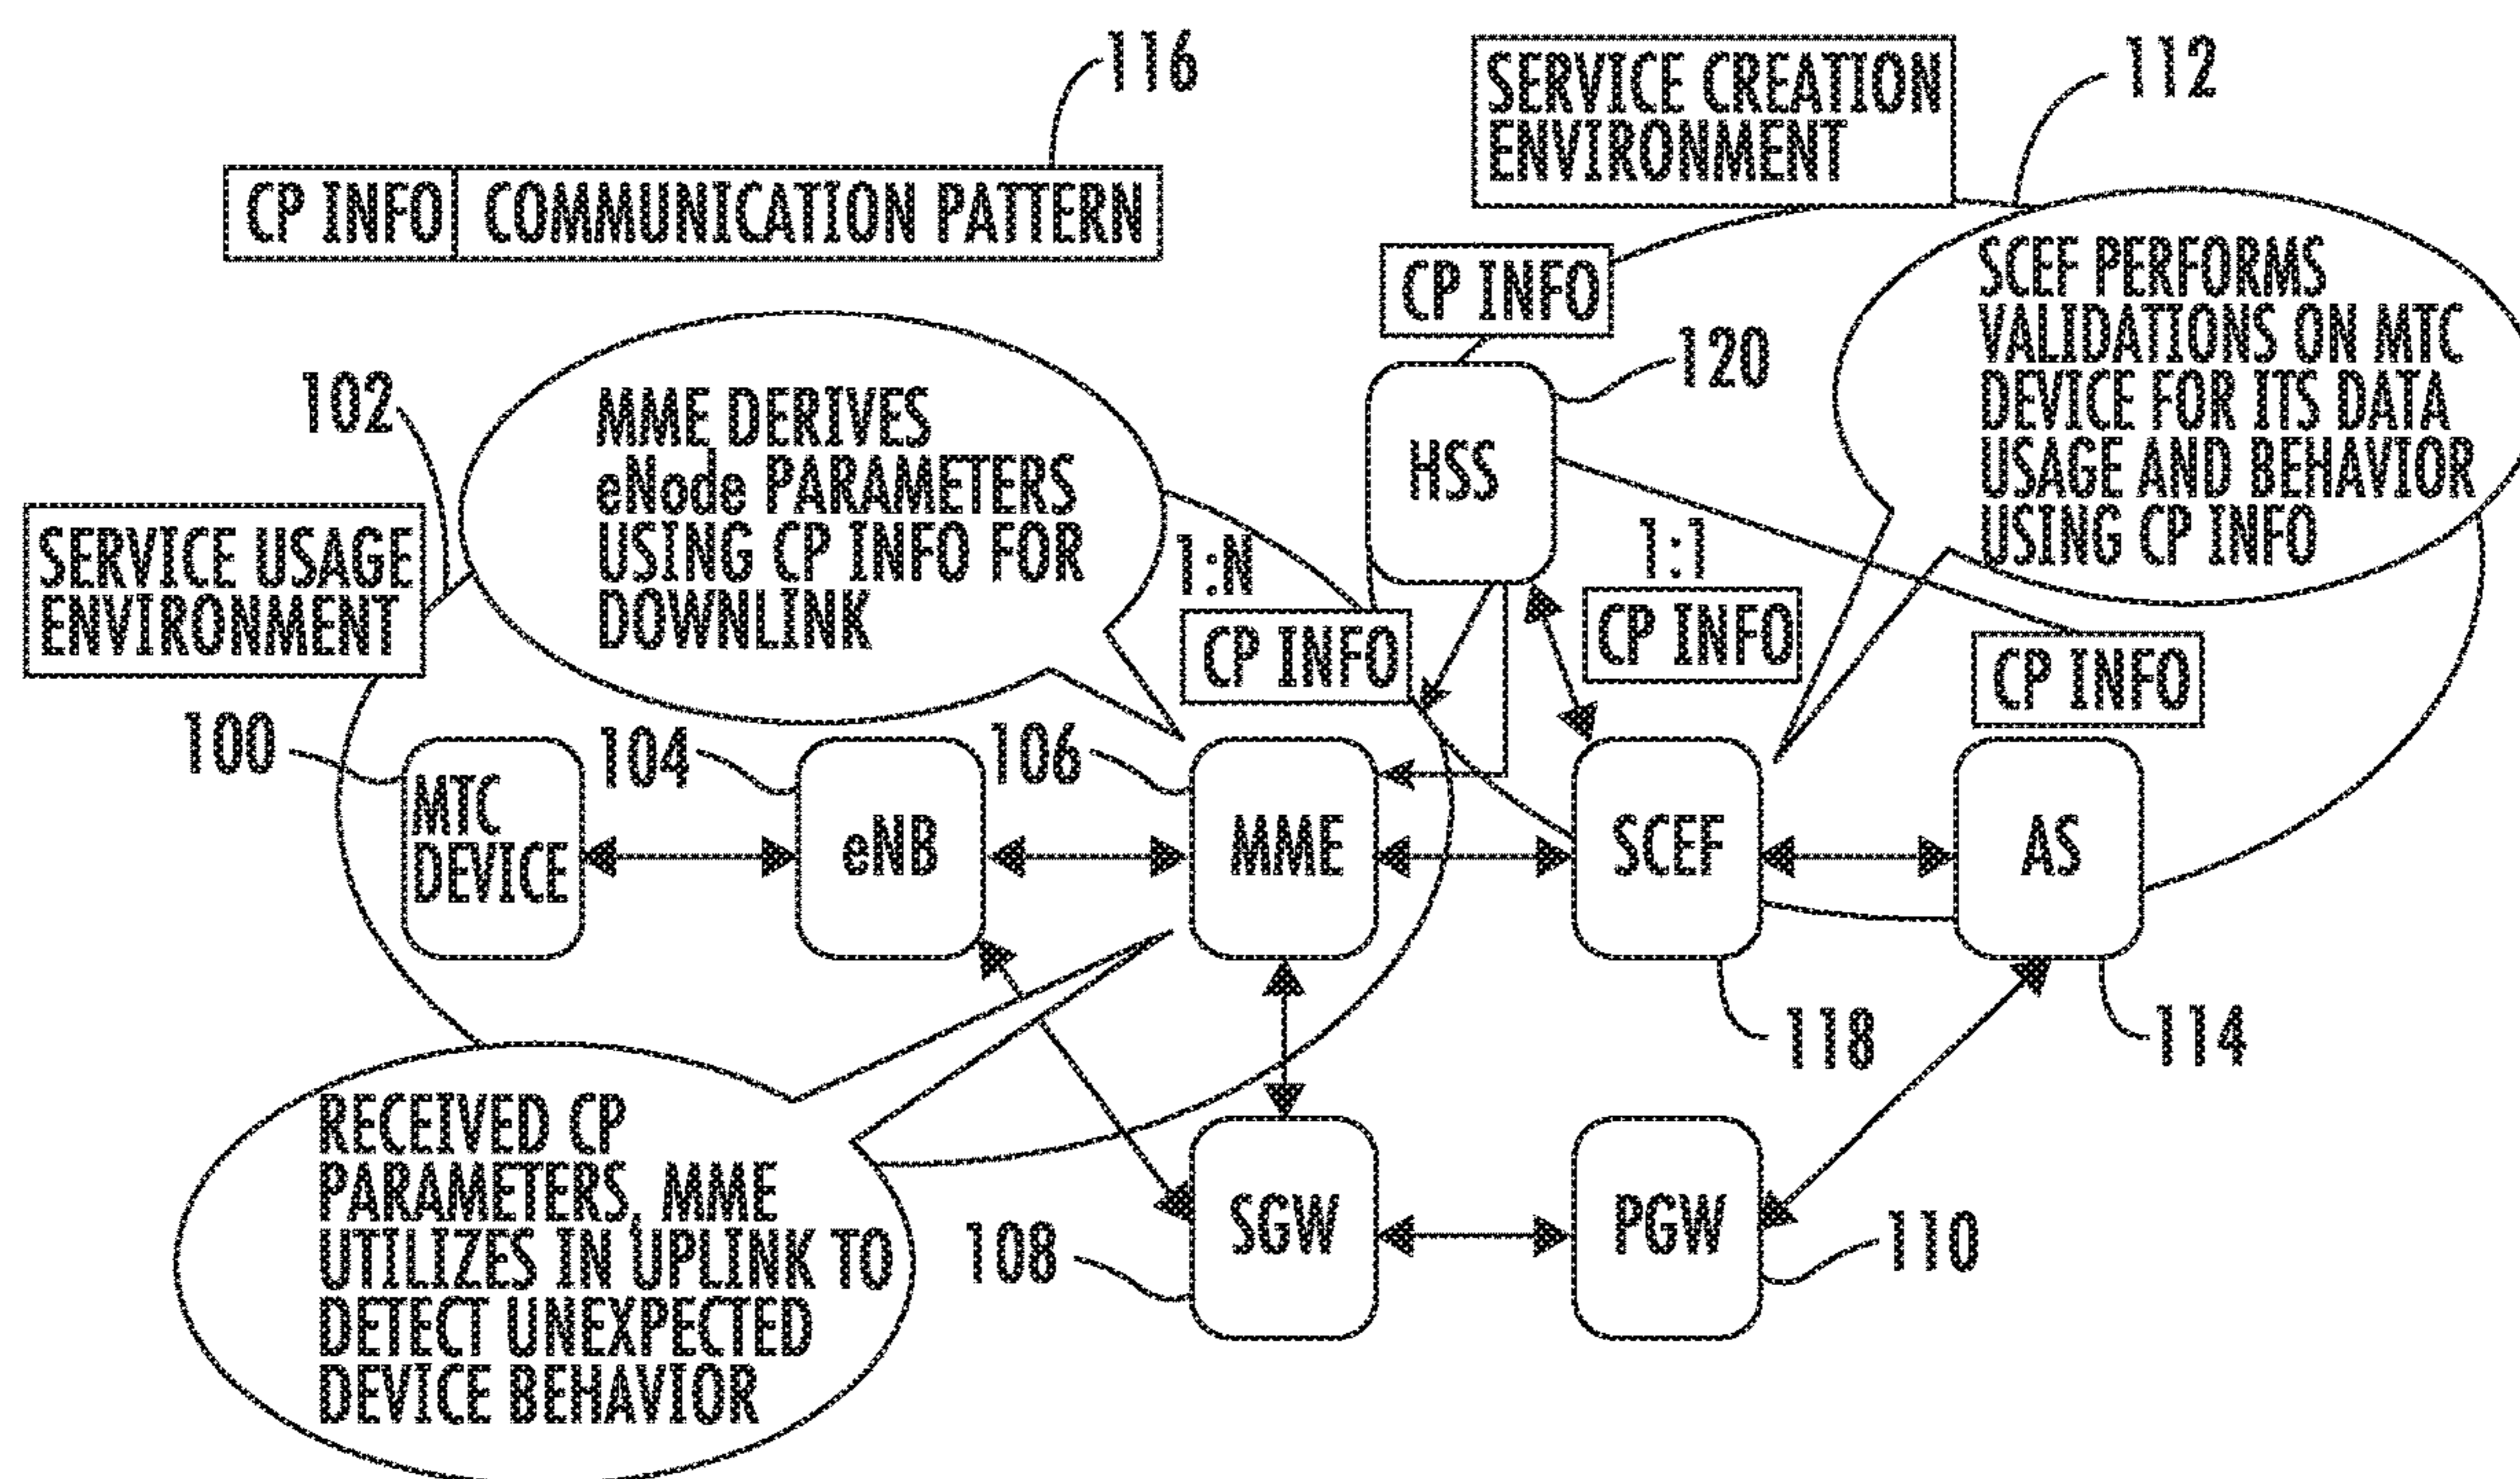 116
SERVICE CREATION
ENVIRONMENT
112
CP INFO COMMUNICATION PATTERN
CP INFO
SCEF PERFORMS
VALIDATIONS ON MTC
DEVICE FOR ITS DATA
USAGE AND BEHAVIOR
USING CP INFO
120
102
MME DERIVES
eNode PARAMETERS
USING CP INFO FOR
DOWNLINK
HSS
SERVICE USAGE
ENVIRONMENT
1:N
1:1
CP INFO
CP INFO
CP INFO
100
104
106
MTC
DEVICE
eNB
MME
SCEF
AS
118
114
RECEIVED CP
PARAMETERS, MME
UTILIZES IN UPLINK TO
DETECT UNEXPECTED
DEVICE BEHAVIOR
108
SGW
PGW
110